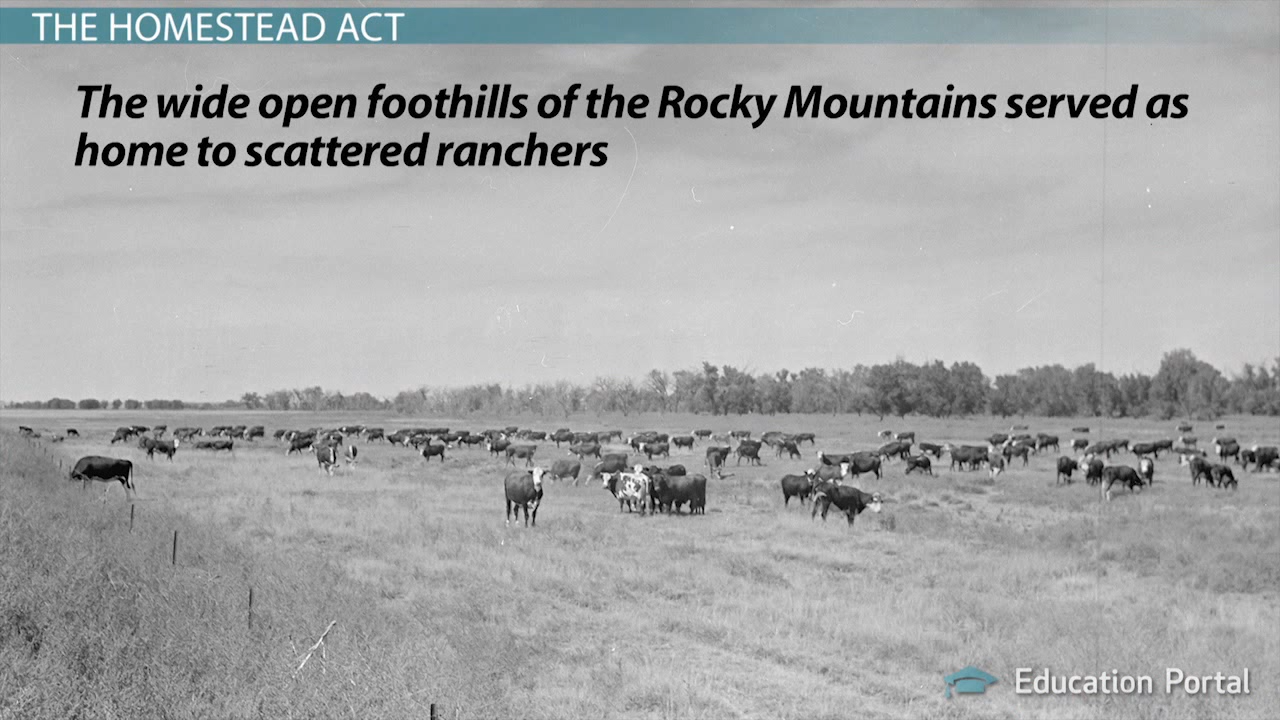 THE HOMESTEAD ACT
The wide open foothills of the Rocky Mountains served as
home to scattered ranchers
Education Portal